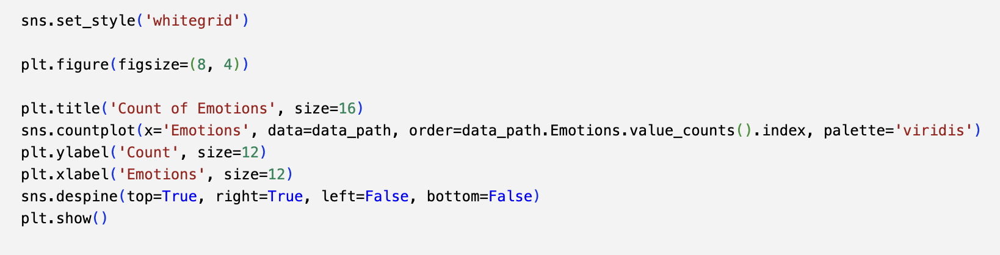 sns.set_style('whitegrid')
plt.figure(figsize=(8, 4))
plt.title('Count of Emotions', size=16)
sns.countplot(x='Emotions', data=data_path, order=data_path.Emotions.value_counts().index, palette='viridis')
plt.ylabel('Count', size=12)
plt.xlabel('Emotions', size=12)
sns.despine(top=True, right=True, left=False, bottom=False)
plt.show()